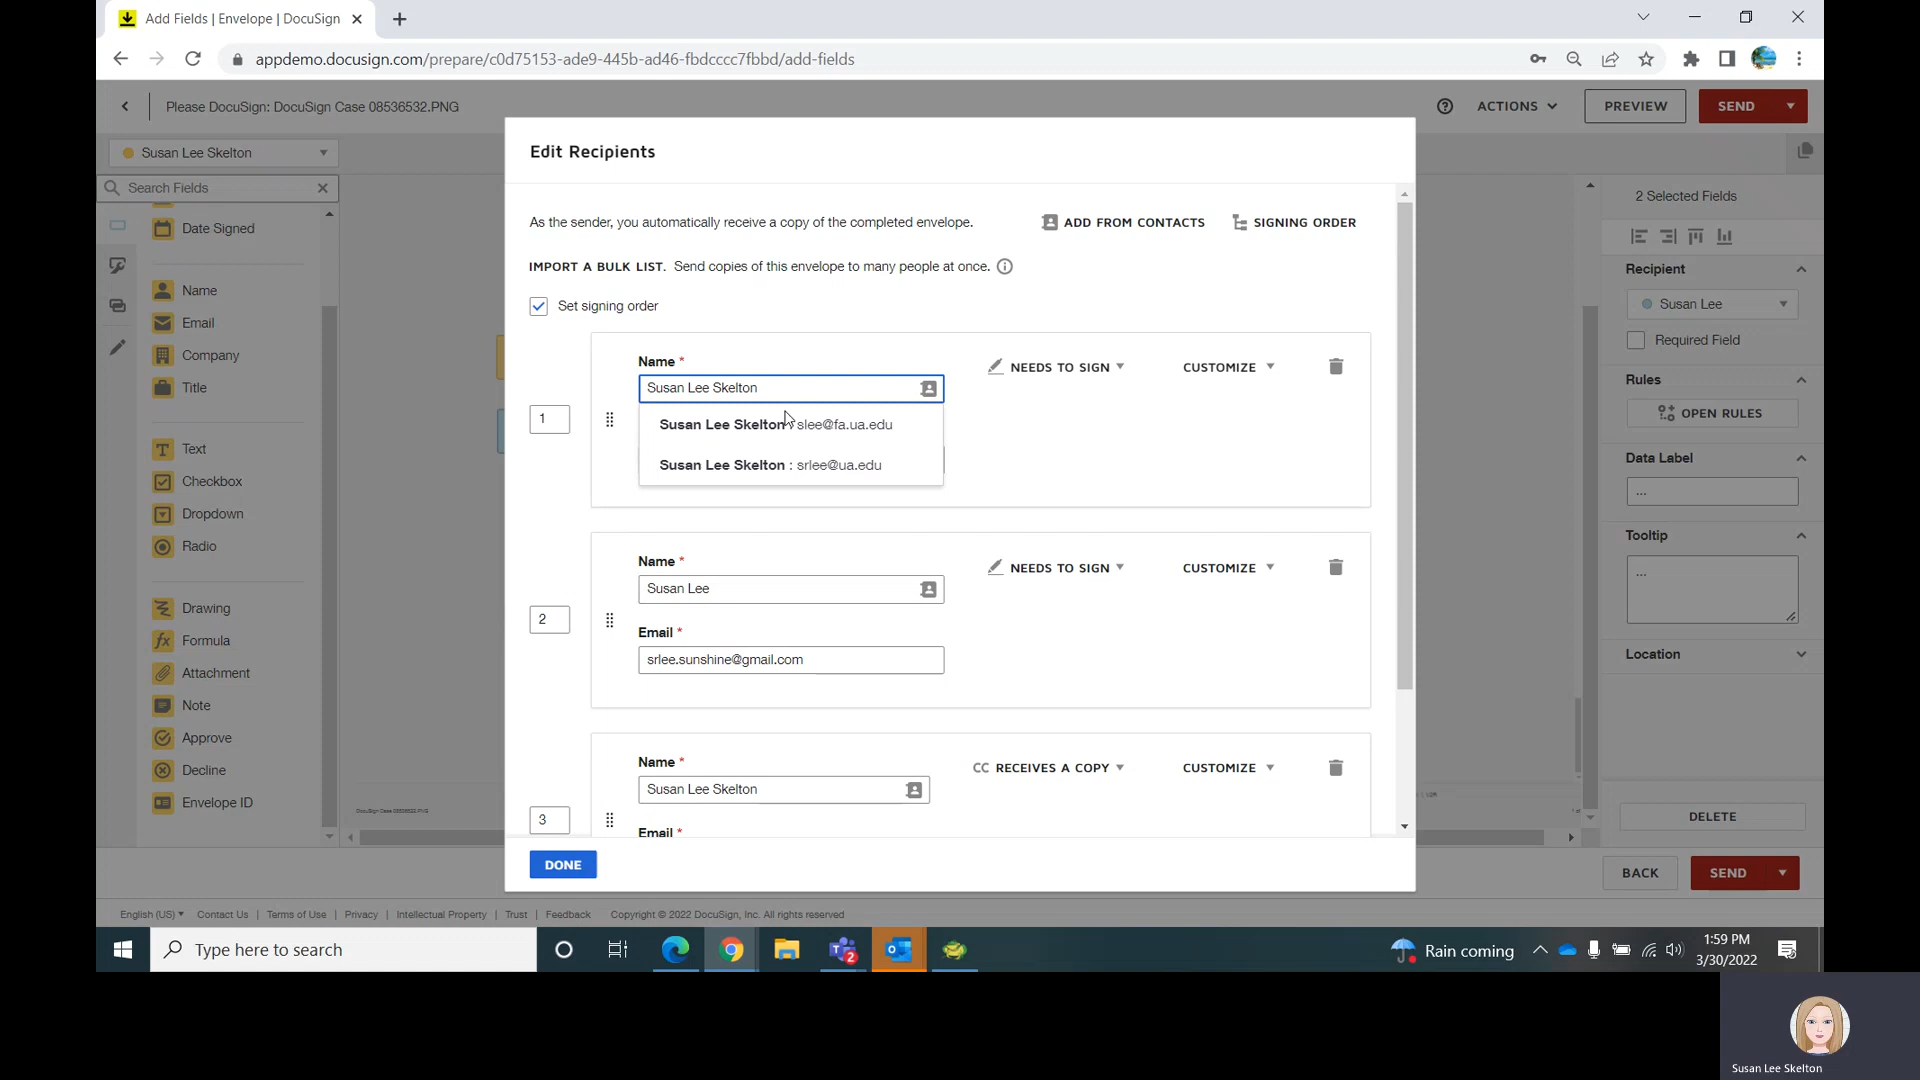 Add Fields | Envelope | DocuSign
appdemo.docusign.com/prepare/c0d75153-ade9-445b-ad46-fbdcccc7fbbd/add-fields
Please DocuSign: DocuSign Case 08536532.PNG
ACTIONS
PREVIEW
SEND
Susan Lee Skelton
Search Fields
Date Signed
Name
Email
Company
Title
Text
Checkbox
Dropdown
Radio
Drawing
Formula
Attachment
Note
Approve
Decline
Envelope ID
Edit Recipients
As the sender, you automatically receive a copy of the completed envelope.
ADD FROM CONTACTS
SIGNING ORDER
IMPORT A BULK LIST. Send copies of this envelope to many people at once.
Set signing order
1
Name *
Susan Lee Skelton
NEEDS TO SIGN
CUSTOMIZE
Susan Lee Skelton : slee@fa.ua.edu
Susan Lee Skelton : srlee@ua.edu
2
Name *
Susan Lee
NEEDS TO SIGN
CUSTOMIZE
Email *
srlee.sunshine@gmail.com
3
Name *
Susan Lee Skelton
CC RECEIVES A COPY
CUSTOMIZE
Email *
DONE
2 Selected Fields
Recipient
Susan Lee
Required Field
Rules
OPEN RULES
Data Label
...
Tooltip
...
Location
DELETE
DocuSign Case 08536532.PNG
BACK
SEND
English (US) Contact Us | Terms of Use | Privacy | Intellectual Property | Trust | Feedback Copyright © 2022 DocuSign, Inc. All rights reserved
Type here to search
2
Rain coming
1:59 PM
3/30/2022
Susan Lee Skelton